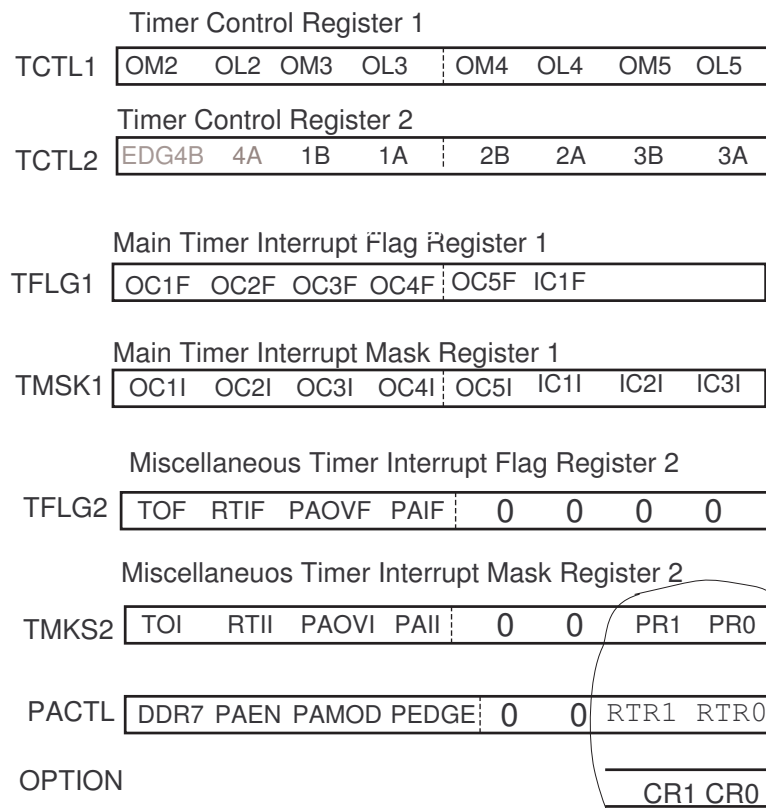 Timer Control Register 1
TCTL1 OM2 OL2 OM3 OL3 OM4 OL4 OM5 OL5
Timer Control Register 2
TCTL2 EDG4B 4A 1B 1A 2B 2A 3B 3A
Main Timer Interrupt Flag Register 1
TFLG1 OC1F OC2F OC3F OC4F OC5F IC1F
Main Timer Interrupt Mask Register 1
TMSK1 OC1I OC2I OC3I OC4I OC5I IC1I IC2I IC3I
Miscellaneous Timer Interrupt Flag Register 2
TFLG2 TOF RTIF PAOVF PAIF 0 0 0 0
Miscellaneuos Timer Interrupt Mask Register 2
TMKS2 TOI RTII PAOVI PAII 0 0 PR1 PR0
PACTL DDR7 PAEN PAMOD PEDGE 0 0 RTR1 RTR0
OPTION CR1 CR0